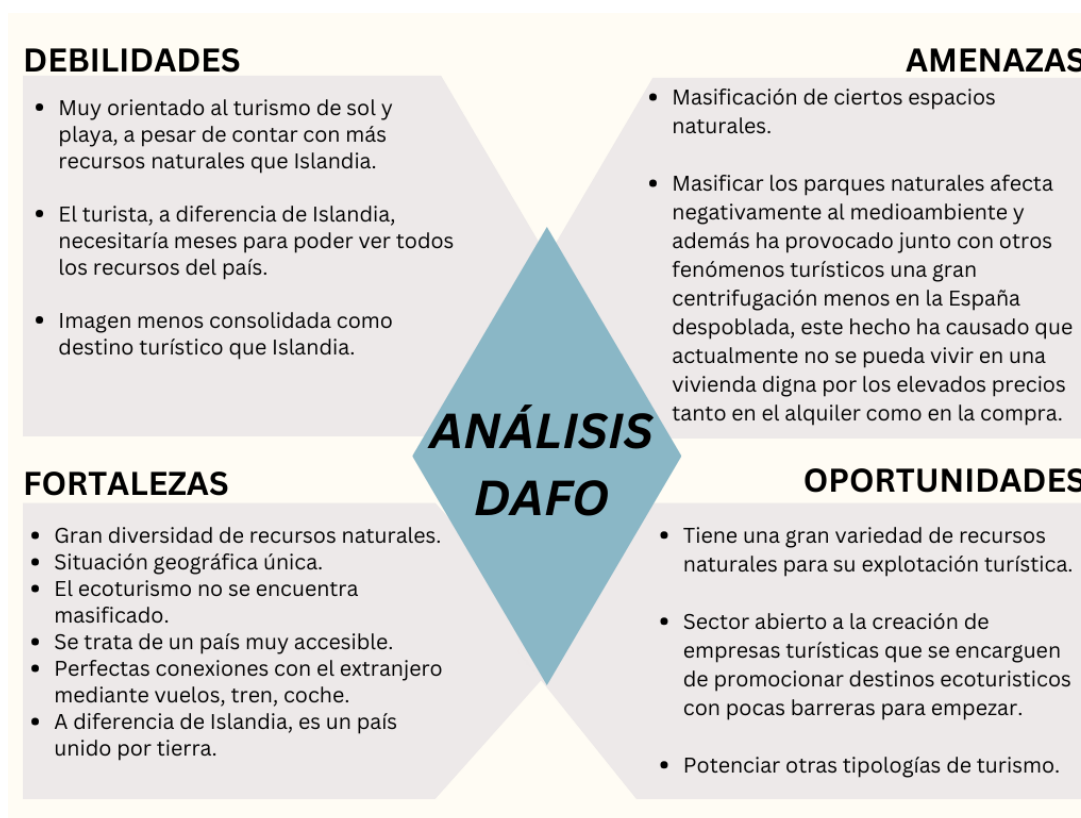 DEBILIDADES
• Muy orientado al turismo de sol y
playa, a pesar de contar con más
recursos naturales que Islandia.
• El turista, a diferencia de Islandia,
necesitaría meses para poder ver todos
los recursos del país.
• Imagen menos consolidada como
destino turístico que Islandia.
AMENAZAS
• Masificación de ciertos espacios
naturales.
• Masificar los parques naturales afecta
negativamente al medioambiente y
además ha provocado junto con otros
fenómenos turísticos una gran
centrifugación menos en la España
despoblada, este hecho ha causado que
actualmente no se pueda vivir en una
vivienda digna por los elevados precios
tanto en el alquiler como en la compra.
ANÁLISIS
DAFO
FORTALEZAS
• Gran diversidad de recursos naturales.
• Situación geográfica única.
• El ecoturismo no se encuentra
masificado.
• Se trata de un país muy accesible.
• Perfectas conexiones con el extranjero
mediante vuelos, tren, coche.
• A diferencia de Islandia, es un país
unido por tierra.
OPORTUNIDADES
• Tiene una gran variedad de recursos
naturales para su explotación turística.
• Sector abierto a la creación de
empresas turísticas que se encarguen
de promocionar destinos ecoturisticos
con pocas barreras para empezar.
• Potenciar otras tipologías de turismo.